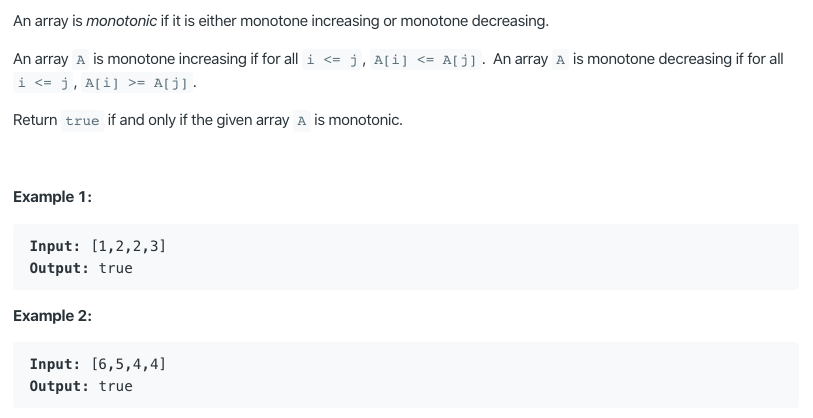 An array is monotonic if it is either monotone increasing or monotone decreasing.
An array A is monotone increasing if for all i <= j, A[i] <= A[j]. An array A is monotone decreasing if for all
i <= j, A[i] >= A[j].
Return true if and only if the given array A is monotonic.
Example 1:
Input: [1,2,2,3]
Output: true
Example 2:
Input: [6,5,4,4]
Output: true